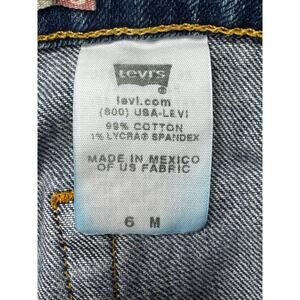 Levi's
levi.com
(800) USA-LEVI
99% COTTON
1% LYCRA® SPANDEX
MADE IN MEXICO
OF US FABRIC
6 M